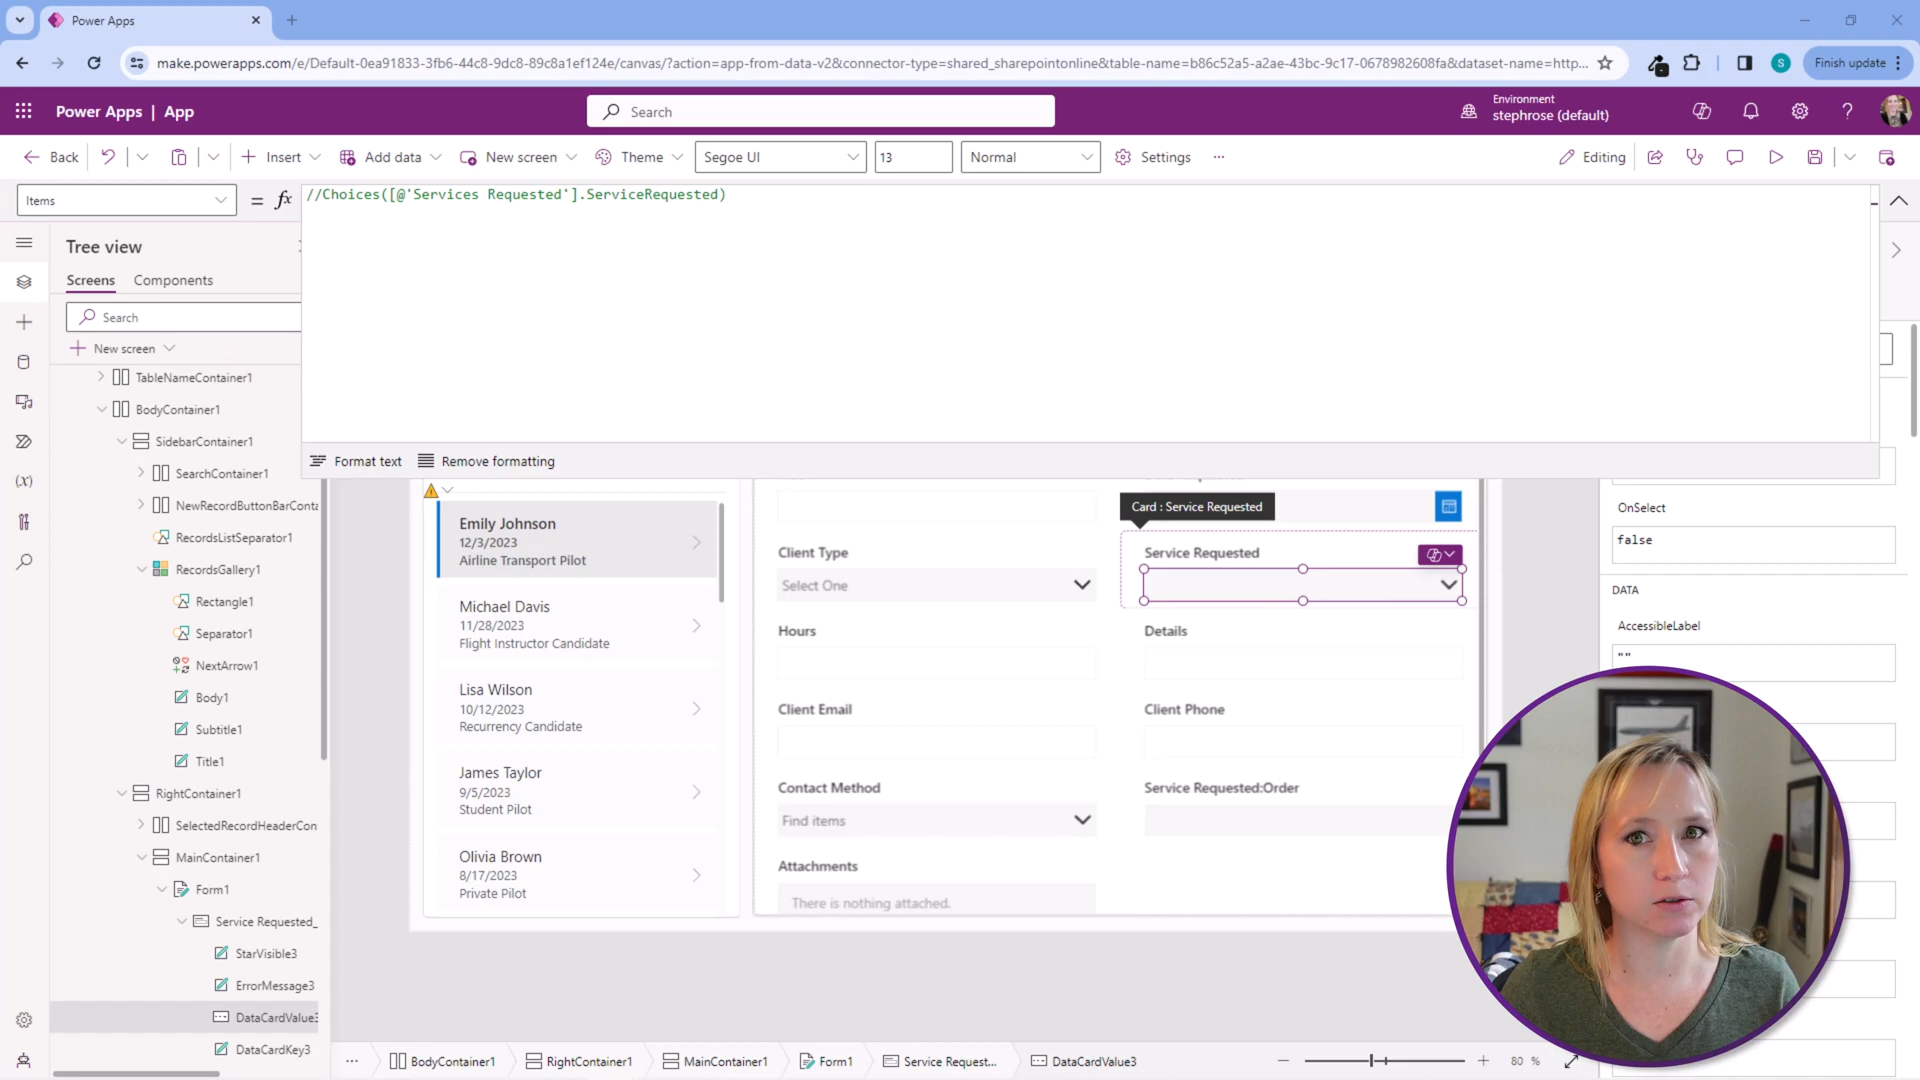 Power Apps
make.powerapps.com/e/Default-0ea91833-3fb6-44c8-9dc8-89c8a1ef124e/canvas/?action=app-from-data-v2&connector-type=shared_sharepointonline&table-name=b86c52a5-a2ae-43bc-9c17-0678982608fa&dataset-name=http...
S
Finish update
Power Apps | App
Search
Environment
stephrose (default)
Back
Insert
Add data
New screen
Theme
Segoe UI
13
Normal
Settings
Editing
Items
= fx
//Choices([@'Services Requested'].ServiceRequested)
Tree view
Screens
Components
Search
New screen
TableNameContainer1
BodyContainer1
SidebarContainer1
SearchContainer1
NewRecordButtonBarConta
RecordsListSeparator1
RecordsGallery1
Rectangle1
Separator1
NextArrow1
Body1
Subtitle1
Title1
RightContainer1
SelectedRecordHeaderCon
MainContainer1
Form1
Service Requested_
StarVisible3
ErrorMessage3
DataCardValue3
DataCardKey3
Format text
Remove formatting
Emily Johnson
12/3/2023
Airline Transport Pilot
Michael Davis
11/28/2023
Flight Instructor Candidate
Lisa Wilson
10/12/2023
Recurrency Candidate
James Taylor
9/5/2023
Student Pilot
Olivia Brown
8/17/2023
Private Pilot
Card : Service Requested
Client Type
Select One
Service Requested
Hours
Details
Client Email
Client Phone
Contact Method
Find items
Service Requested:Order
Attachments
There is nothing attached.
OnSelect
false
DATA
AccessibleLabel
""
BodyContainer1
RightContainer1
MainContainer1
Form1
Service Request...
DataCardValue3
80 %